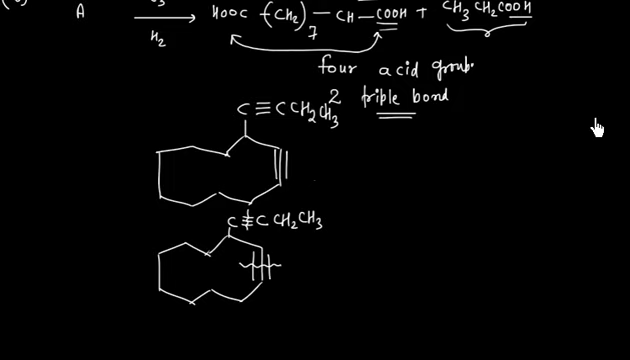 A → HOOC -(CH₂)₇- CH - COOH + CH₃ CH₂ COOH
H₂
four acid group.
2 triple bond
C ≡ C CH₂ CH₃
C ≡ C CH₂ CH₃